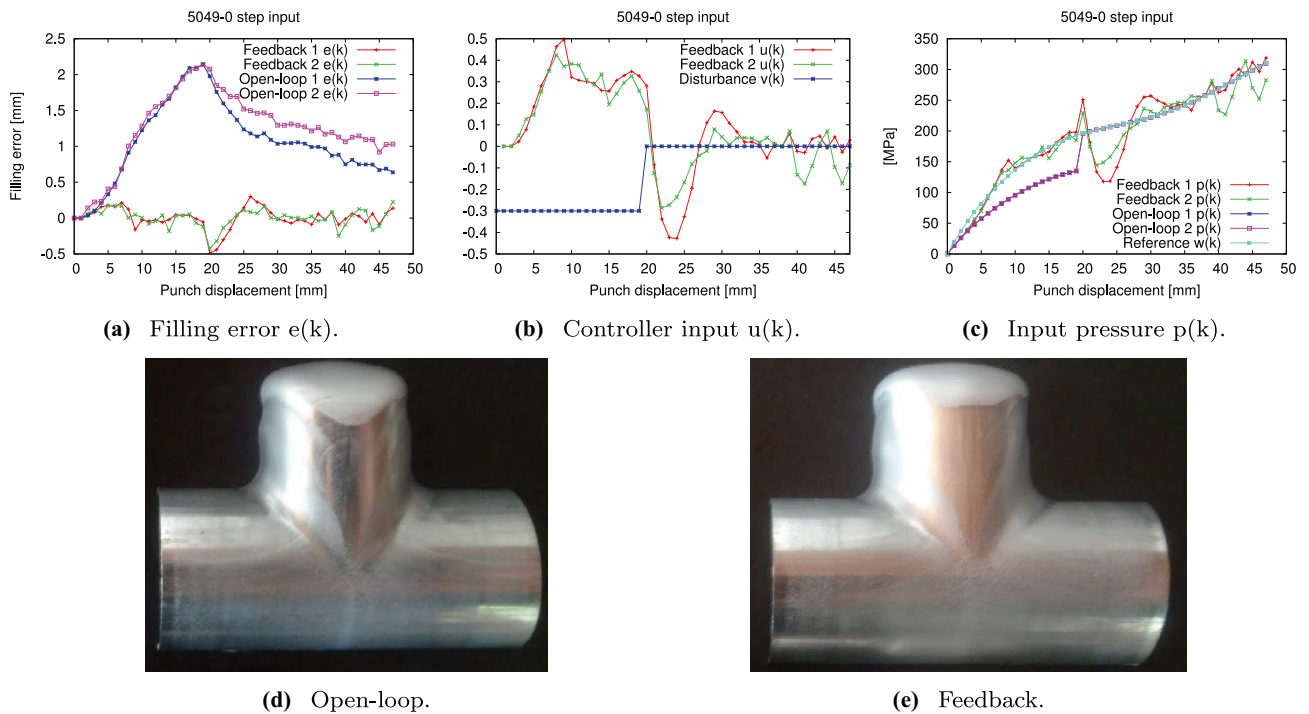 5049-0 step input
Filling error [mm]
2.5
2
1.5
1
0.5
0
-0.5
Feedback 1 e(k)
Feedback 2 e(k)
Open-loop 1 e(k)
Open-loop 2 e(k)
0 5 10 15 20 25 30 35 40 45 50
Punch displacement [mm]
(a) Filling error e(k).
5049-0 step input
0.5
0.4
0.3
0.2
0.1
0
-0.1
-0.2
-0.3
-0.4
-0.5
Feedback 1 u(k)
Feedback 2 u(k)
Disturbance v(k)
0 5 10 15 20 25 30 35 40 45
Punch displacement [mm]
(b) Controller input u(k).
5049-0 step input
[MPa]
350
300
250
200
150
100
50
0
Feedback 1 p(k)
Feedback 2 p(k)
Open-loop 1 p(k)
Open-loop 2 p(k)
Reference w(k)
0 5 10 15 20 25 30 35 40 45 50
Punch displacement [mm]
(c) Input pressure p(k).
(d) Open-loop.
(e) Feedback.